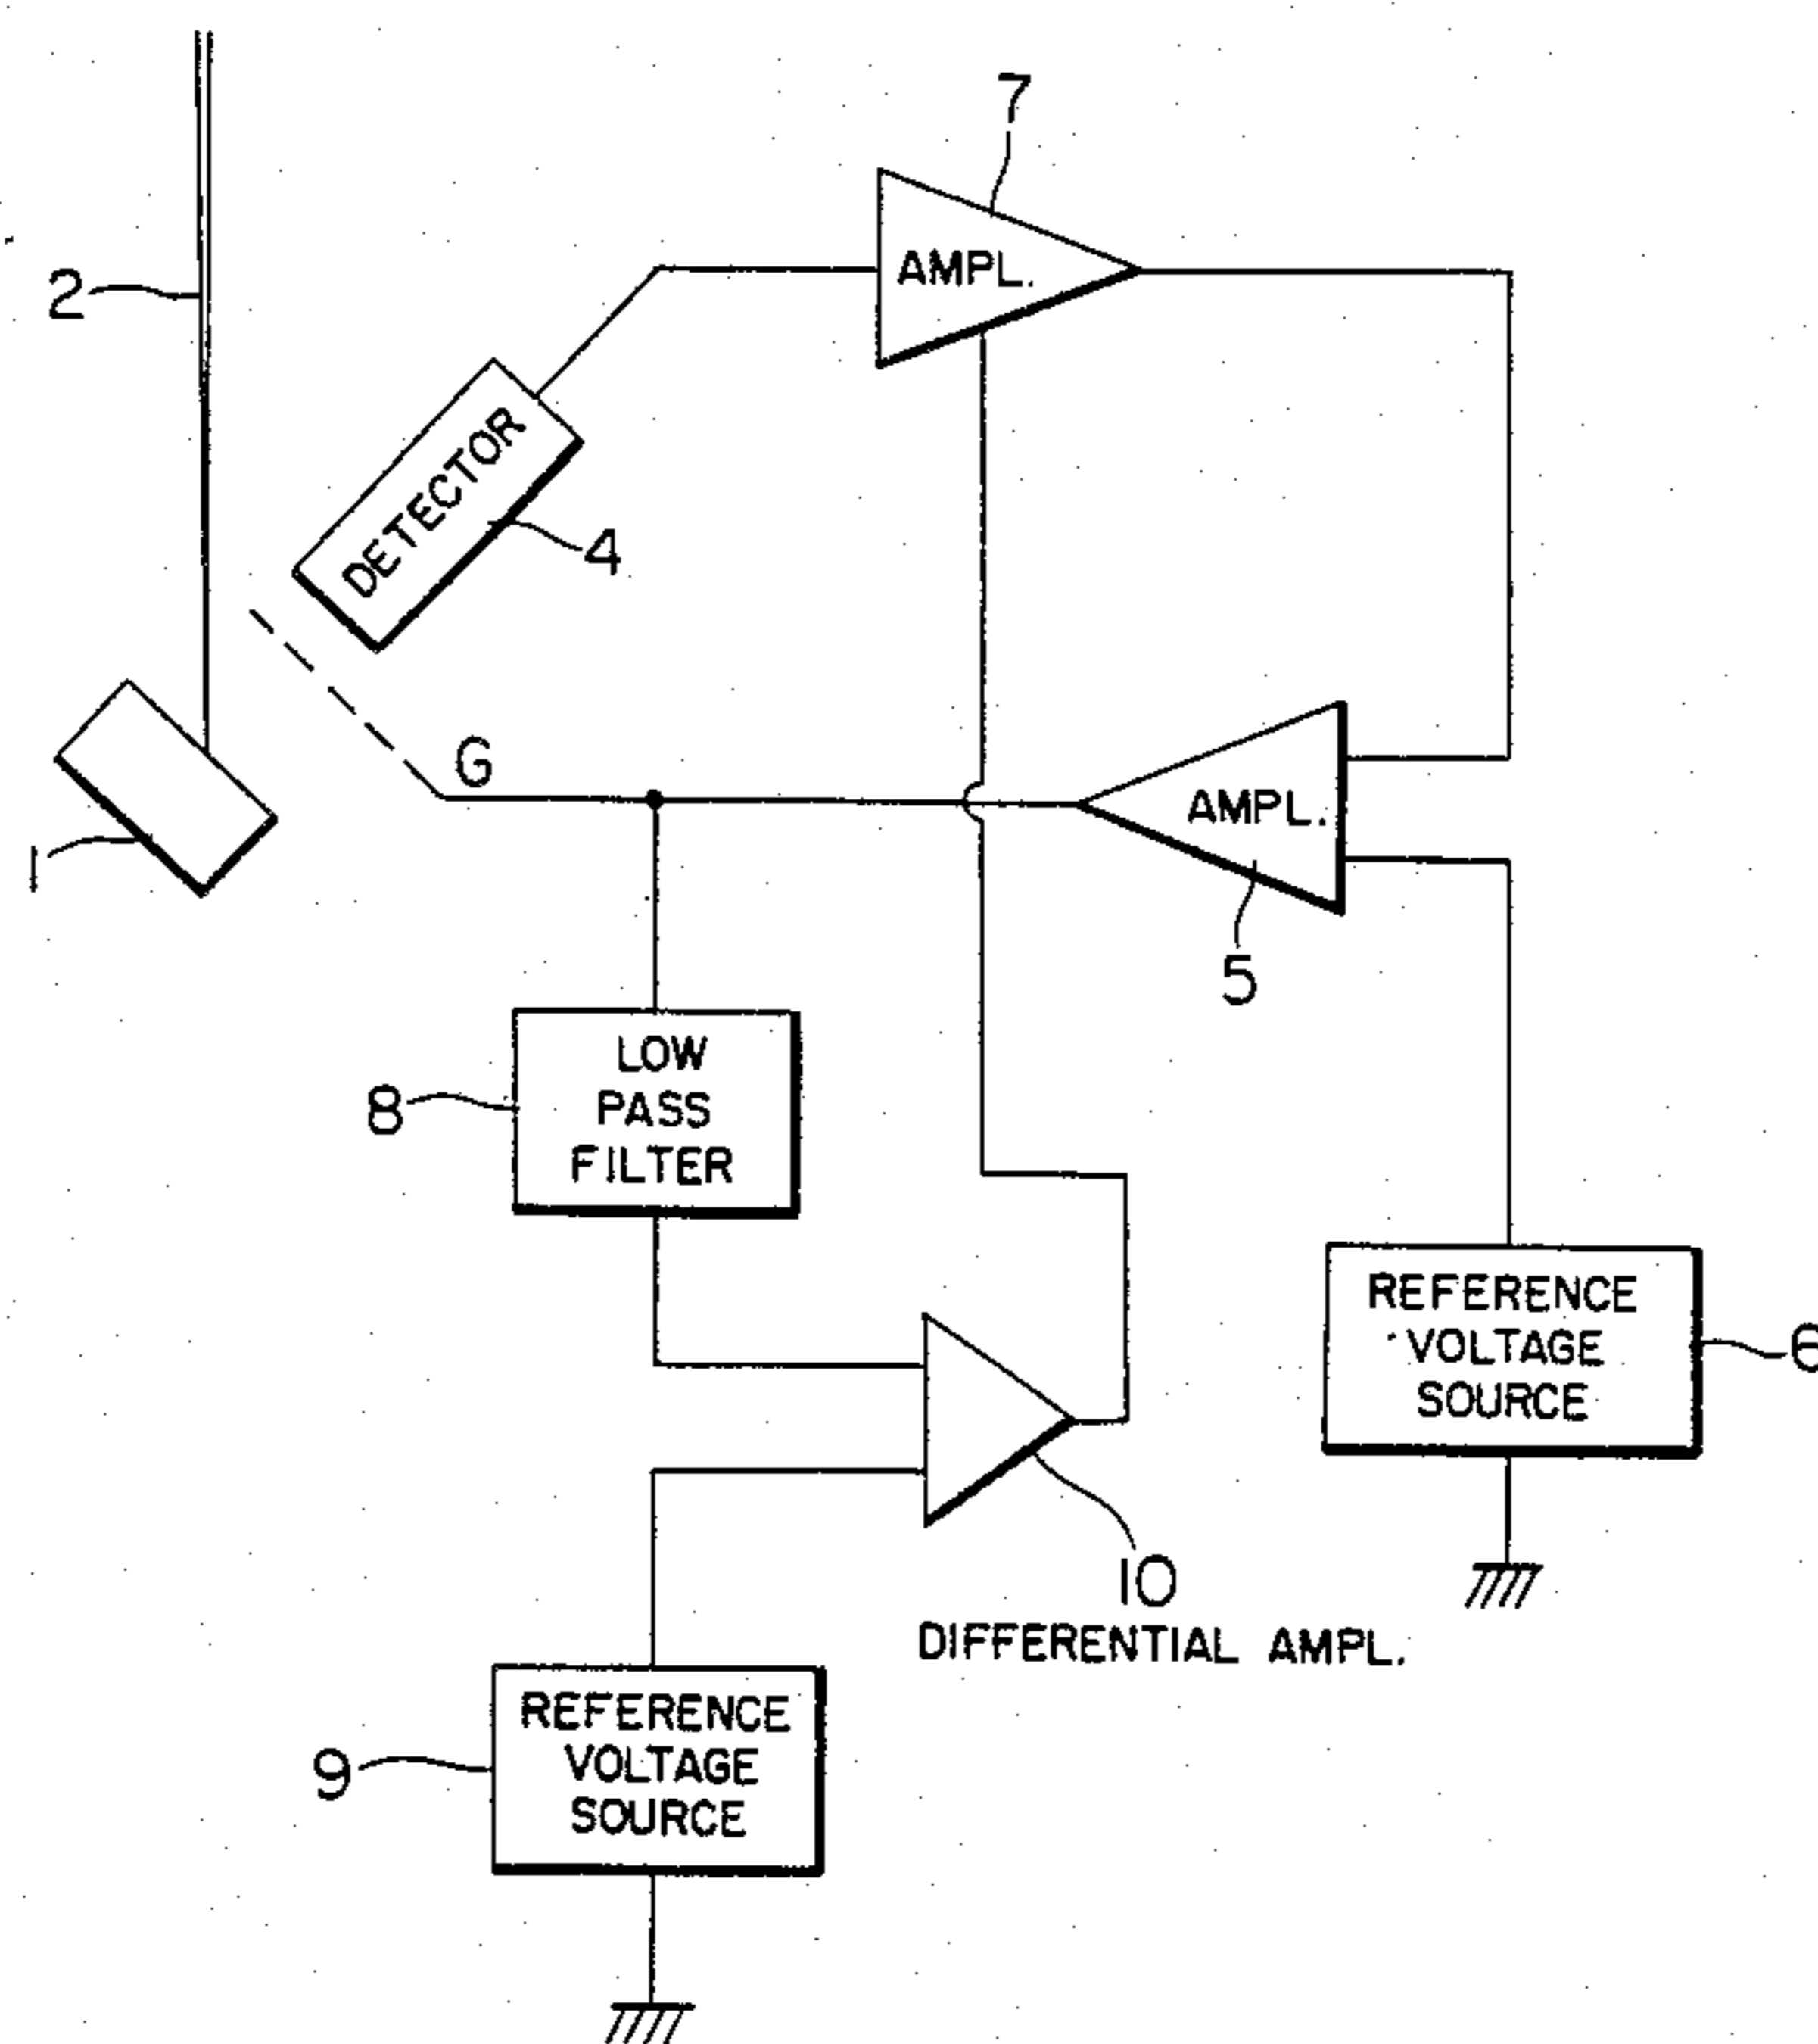 7
AMPL.
2
DETECTOR
4
G
AMPL.
1
5
LOW
PASS
FILTER
8
REFERENCE
VOLTAGE
SOURCE
6
10
DIFFERENTIAL AMPL.
REFERENCE
VOLTAGE
SOURCE
9